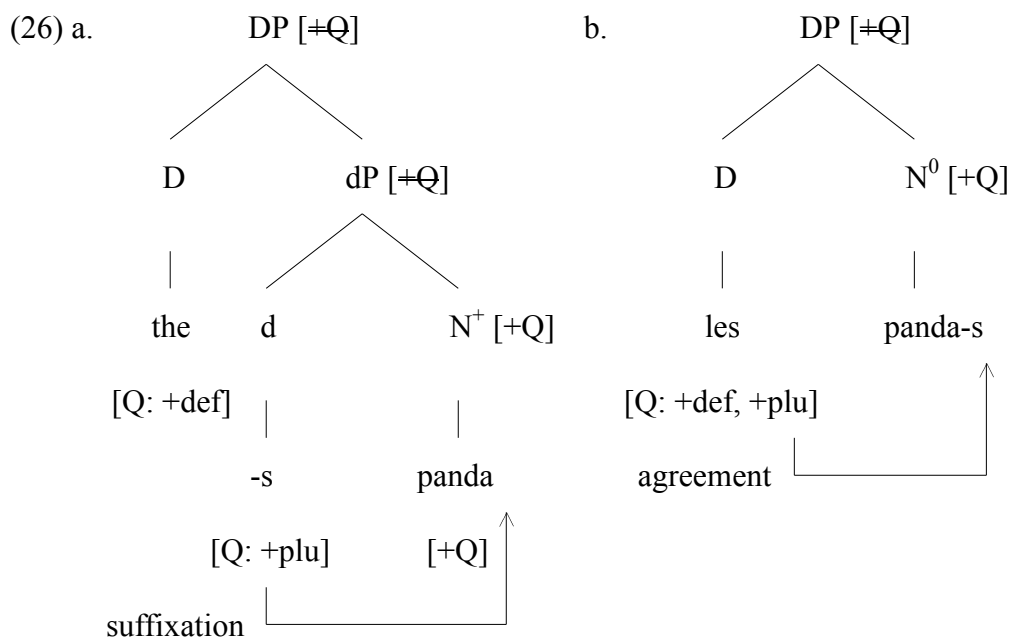 (26) a. DP [+Q] b. DP [+Q]
D dP [+Q] D N⁰ [+Q]
the d N⁺ [+Q] les panda-s
[Q: +def] [Q: +def, +plu]
-s panda agreement
[Q: +plu] [+Q]
suffixation